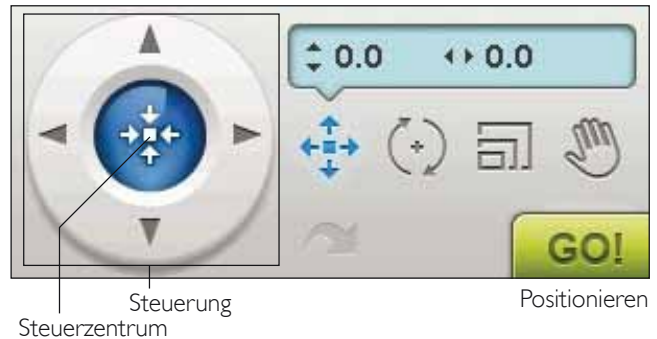 0.0 0.0
GO!
Steuerung
Positionieren
Steuerzentrum